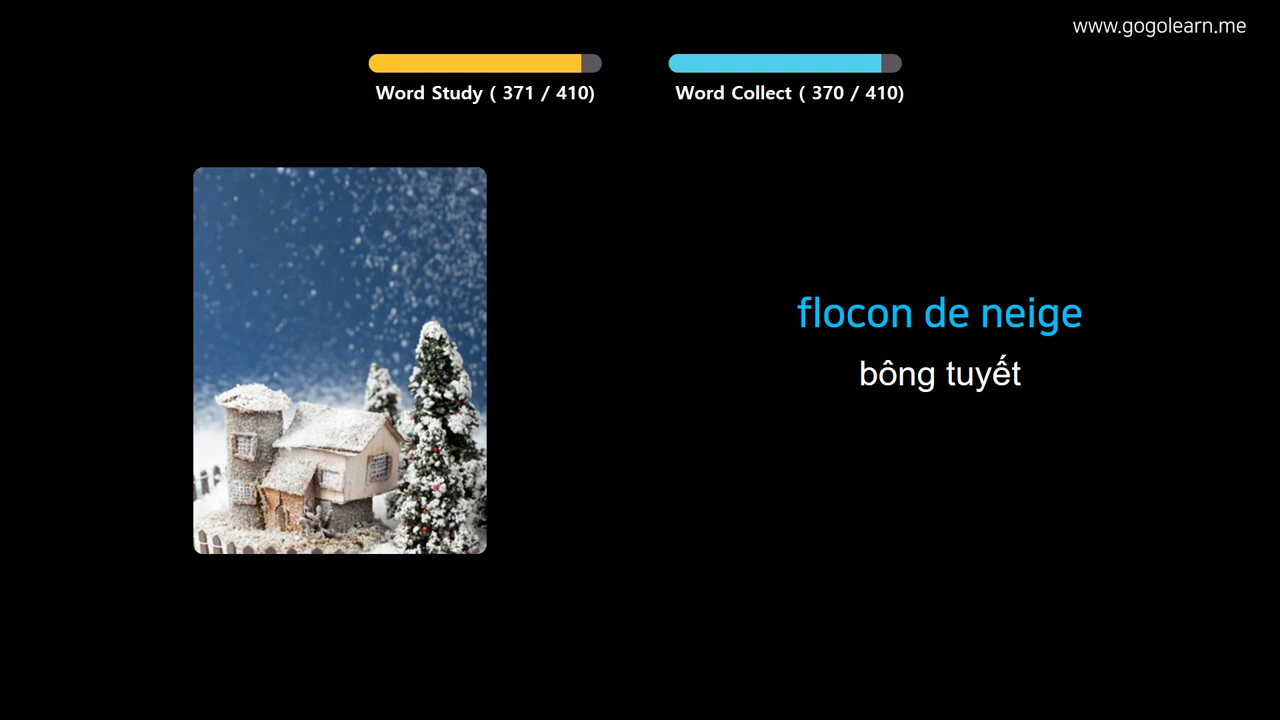 www.gogolearn.me
Word Study ( 371 / 410)
Word Collect ( 370 / 410)
flocon de neige
bông tuyết